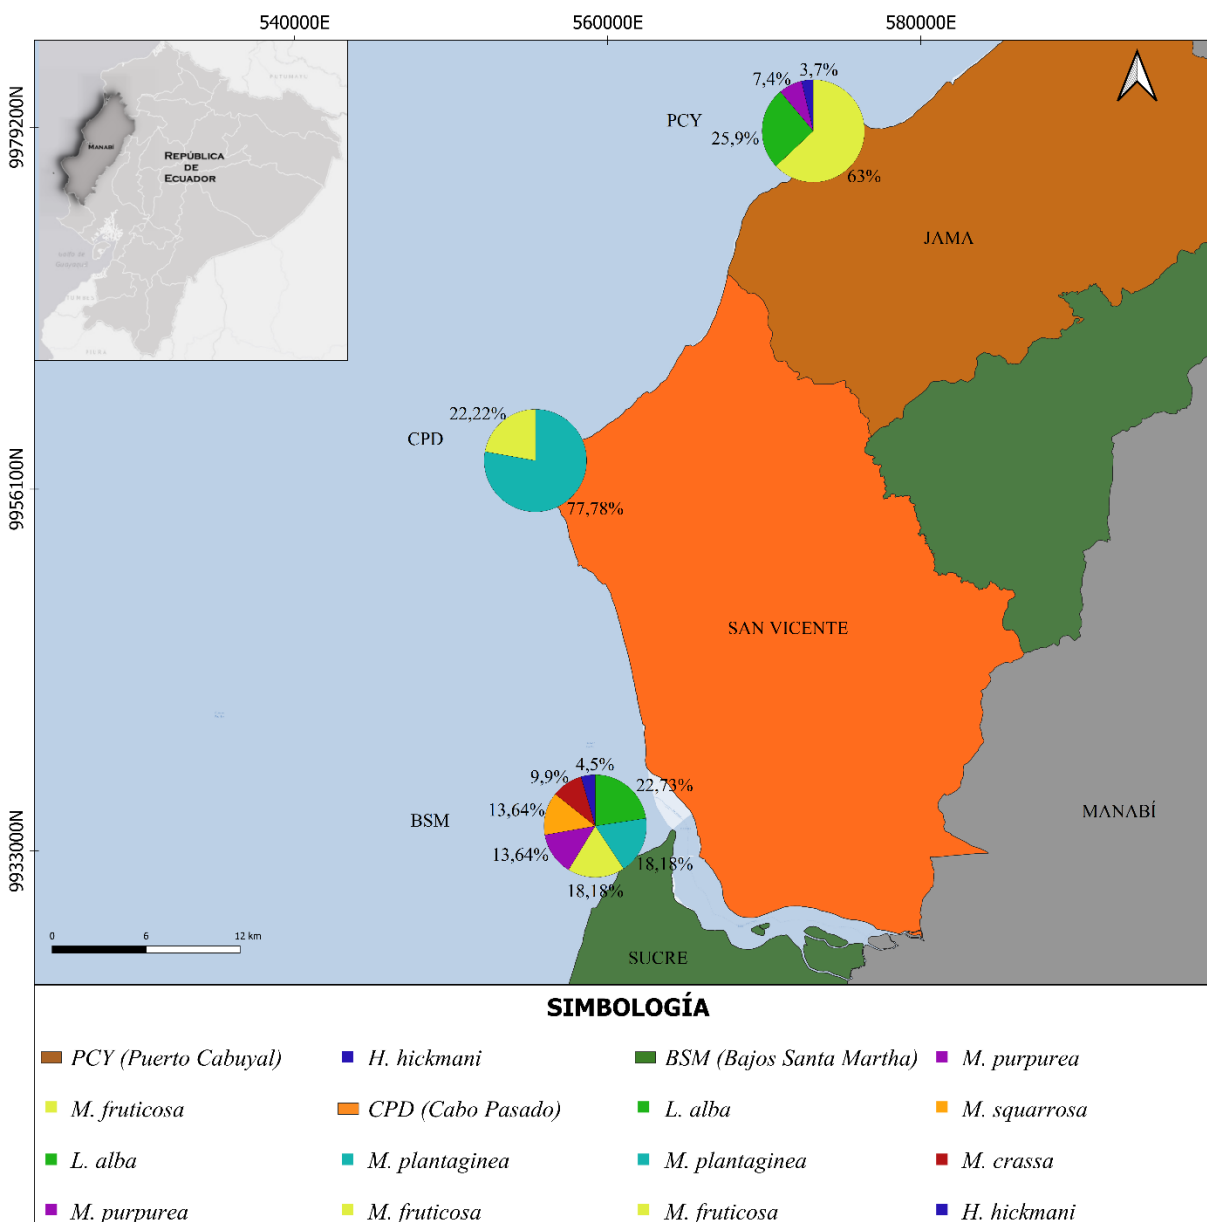 540000E
560000E
580000E
9979200N
9956100N
9933000N
MANABÍ
REPÚBLICA
DE
ECUADOR
PCY
7,4%
3,7%
25,9%
63%
JAMA
CPD
22,22%
77,78%
SAN VICENTE
MANABÍ
BSM
4,5%
9,9%
22,73%
13,64%
13,64%
18,18%
18,18%
SUCRE
0 6 12 km
SIMBOLOGÍA
PCY (Puerto Cabuyal)
H. hickmani
BSM (Bajos Santa Martha)
M. purpurea
M. fruticosa
CPD (Cabo Pasado)
L. alba
M. squarrosa
L. alba
M. plantaginea
M. plantaginea
M. crassa
M. purpurea
M. fruticosa
M. fruticosa
H. hickmani